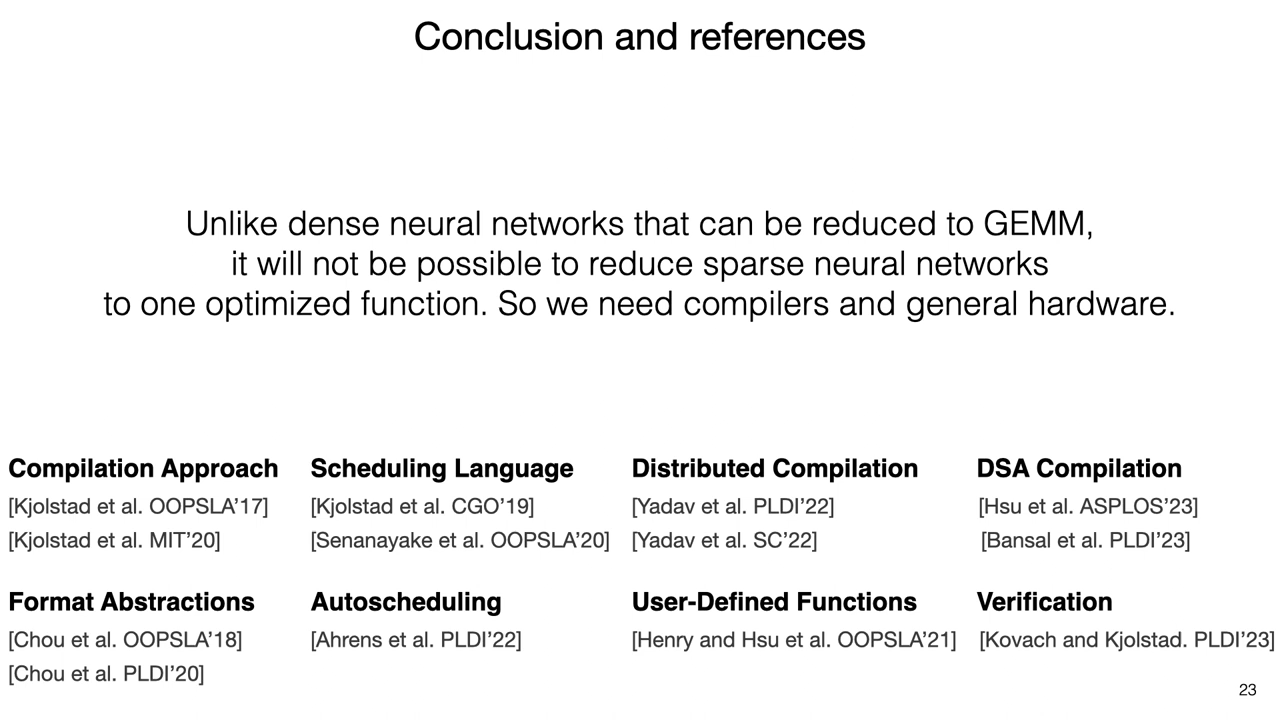 Conclusion and references
Unlike dense neural networks that can be reduced to GEMM,
it will not be possible to reduce sparse neural networks
to one optimized function. So we need compilers and general hardware.
Compilation Approach
[Kjolstad et al. OOPSLA’17]
[Kjolstad et al. MIT’20]
Scheduling Language
[Kjolstad et al. CGO’19]
[Senanayake et al. OOPSLA’20]
Distributed Compilation
[Yadav et al. PLDI’22]
[Yadav et al. SC’22]
DSA Compilation
[Hsu et al. ASPLOS’23]
[Bansal et al. PLDI’23]
Format Abstractions
[Chou et al. OOPSLA’18]
[Chou et al. PLDI’20]
Autoscheduling
[Ahrens et al. PLDI’22]
User-Defined Functions
[Henry and Hsu et al. OOPSLA’21]
Verification
[Kovach and Kjolstad. PLDI’23]
23